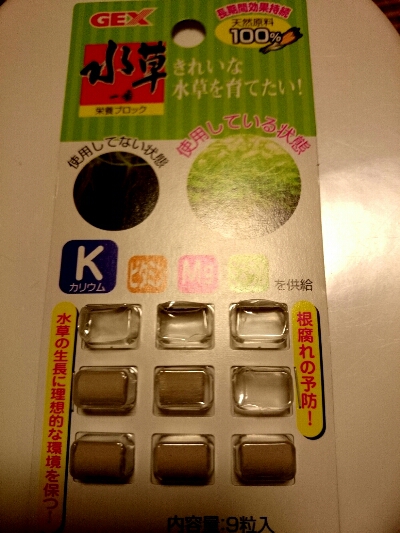 GEX
長期間効果持続
天然原料
100%
水草
一番
栄養ブロック
きれいな
水草を育てたい!
使用してない状態
使用している状態
K
カリウム
Mg
を供給
水草の生長に理想的な環境を保つ!
根腐れの予防!
内容量:9粒入